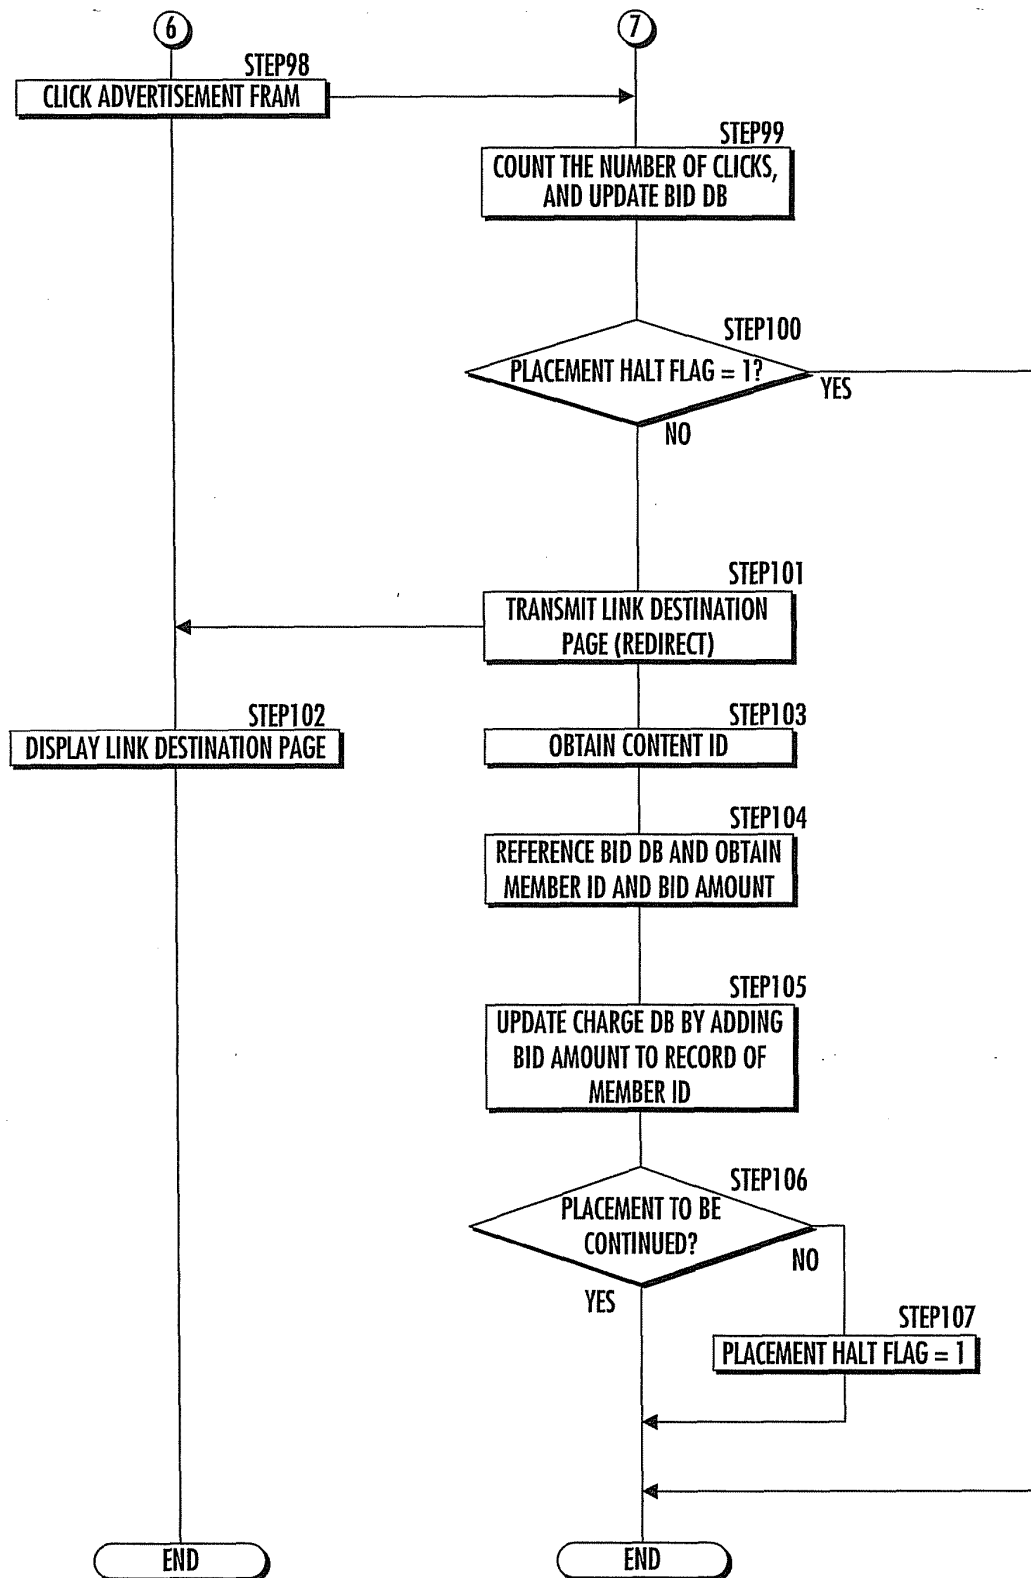 6
7
STEP98
CLICK ADVERTISEMENT FRAM
STEP99
COUNT THE NUMBER OF CLICKS,
AND UPDATE BID DB
STEP100
PLACEMENT HALT FLAG = 1?
YES
NO
STEP101
TRANSMIT LINK DESTINATION
PAGE (REDIRECT)
STEP102
DISPLAY LINK DESTINATION PAGE
STEP103
OBTAIN CONTENT ID
STEP104
REFERENCE BID DB AND OBTAIN
MEMBER ID AND BID AMOUNT
STEP105
UPDATE CHARGE DB BY ADDING
BID AMOUNT TO RECORD OF
MEMBER ID
STEP106
PLACEMENT TO BE
CONTINUED?
NO
YES
STEP107
PLACEMENT HALT FLAG = 1
END
END